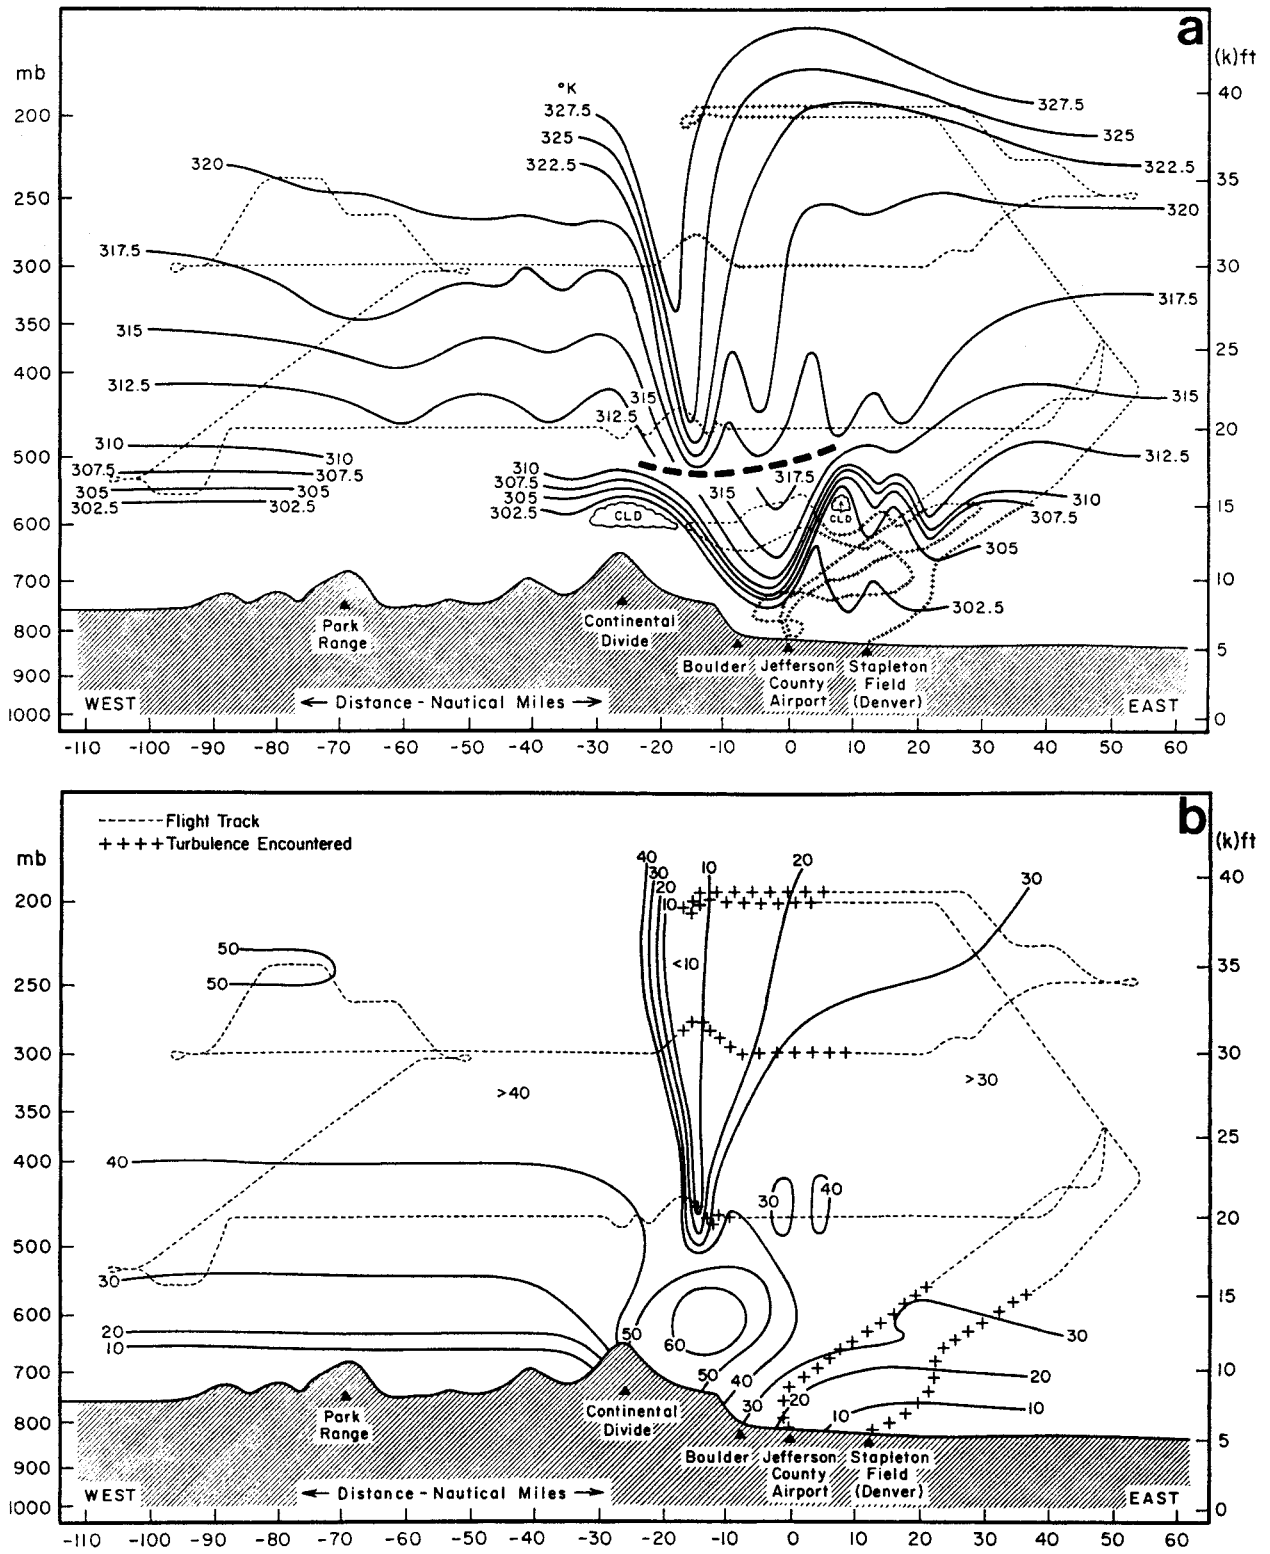 a
mb
(k)ft
°K
327.5
325
322.5
320
317.5
315
312.5
310
307.5
305
302.5
310
307.5
305
302.5
310
307.5
305
302.5
315
312.5
315
317.5
CLD
CLD
327.5
325
322.5
320
317.5
315
312.5
310
307.5
305
302.5
200
250
300
350
400
500
600
700
800
900
1000
40
35
30
25
20
15
10
5
0
Park
Range
Continental
Divide
Boulder
Jefferson
County
Airport
Stapleton
Field
(Denver)
WEST
← Distance - Nautical Miles →
EAST
-110 -100 -90 -80 -70 -60 -50 -40 -30 -20 -10 0 10 20 30 40 50 60
b
------ Flight Track
++++ Turbulence Encountered
mb
(k)ft
40
30
20
10
10
20
30
50
50
<10
>40
>30
40
30
20
10
30
40
50
60
50
40
30
20
10
30
20
10
200
250
300
350
400
500
600
700
800
900
1000
40
35
30
25
20
15
10
5
0
Park
Range
Continental
Divide
Boulder
Jefferson
County
Airport
Stapleton
Field
(Denver)
WEST
← Distance - Nautical Miles →
EAST
-110 -100 -90 -80 -70 -60 -50 -40 -30 -20 -10 0 10 20 30 40 50 60